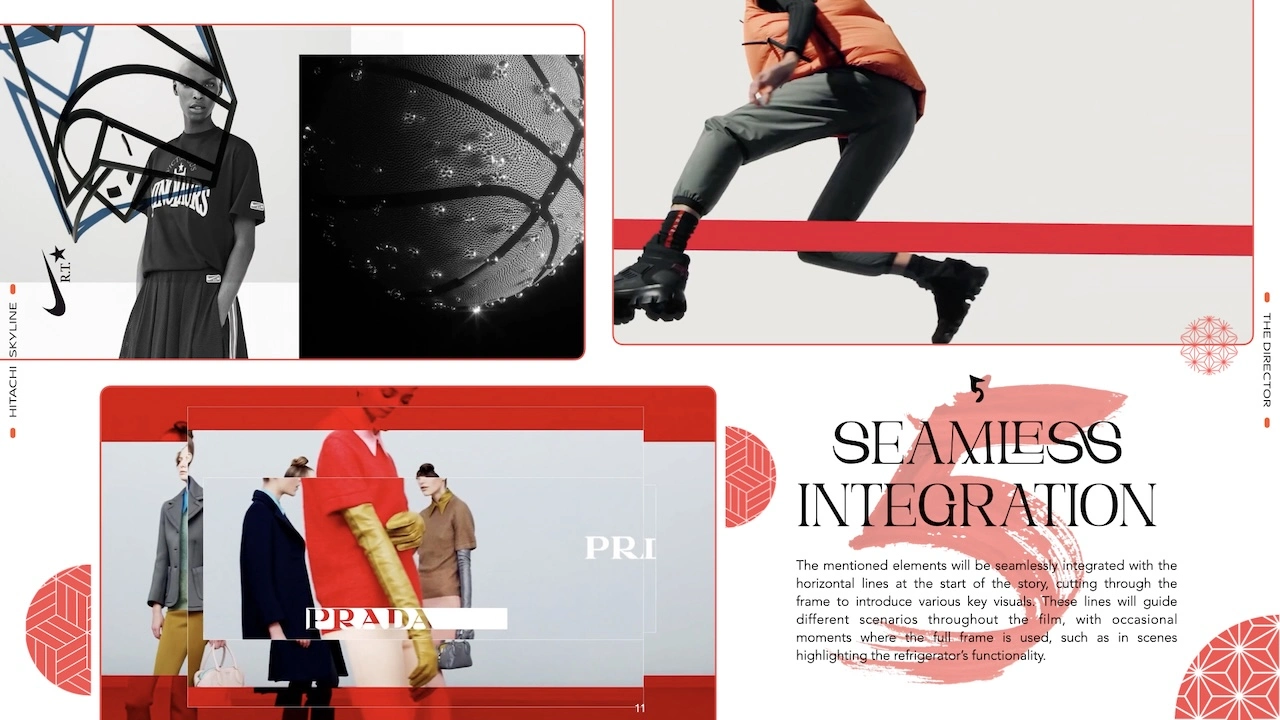 R.T.
HITACHI SKYLINE
THE DIRECTOR
PRADA
5
SEAMLESS
INTEGRATION
The mentioned elements will be seamlessly integrated with the
horizontal lines at the start of the story, cutting through the
frame to introduce various key visuals. These lines will guide
different scenarios throughout the film, with occasional
moments where the full frame is used, such as in scenes
highlighting the refrigerator's functionality.
11